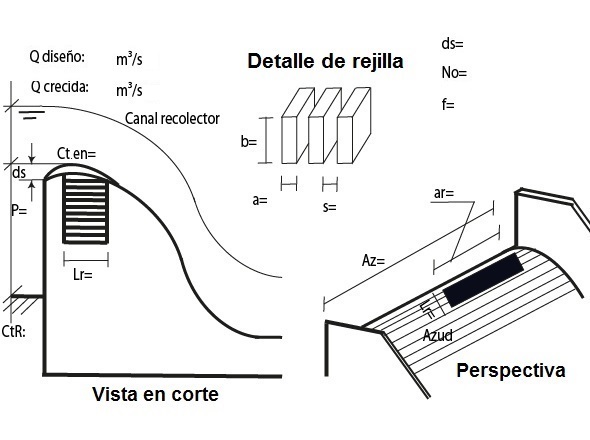 Q diseño: m³/s
Q crecida: m³/s
Canal recolector
Detalle de rejilla
ds=
No=
f=
b=
a=
s=
Ct.en=
ds
P=
Lr=
CtR:
Vista en corte
ar=
Az=
Azud
Perspectiva